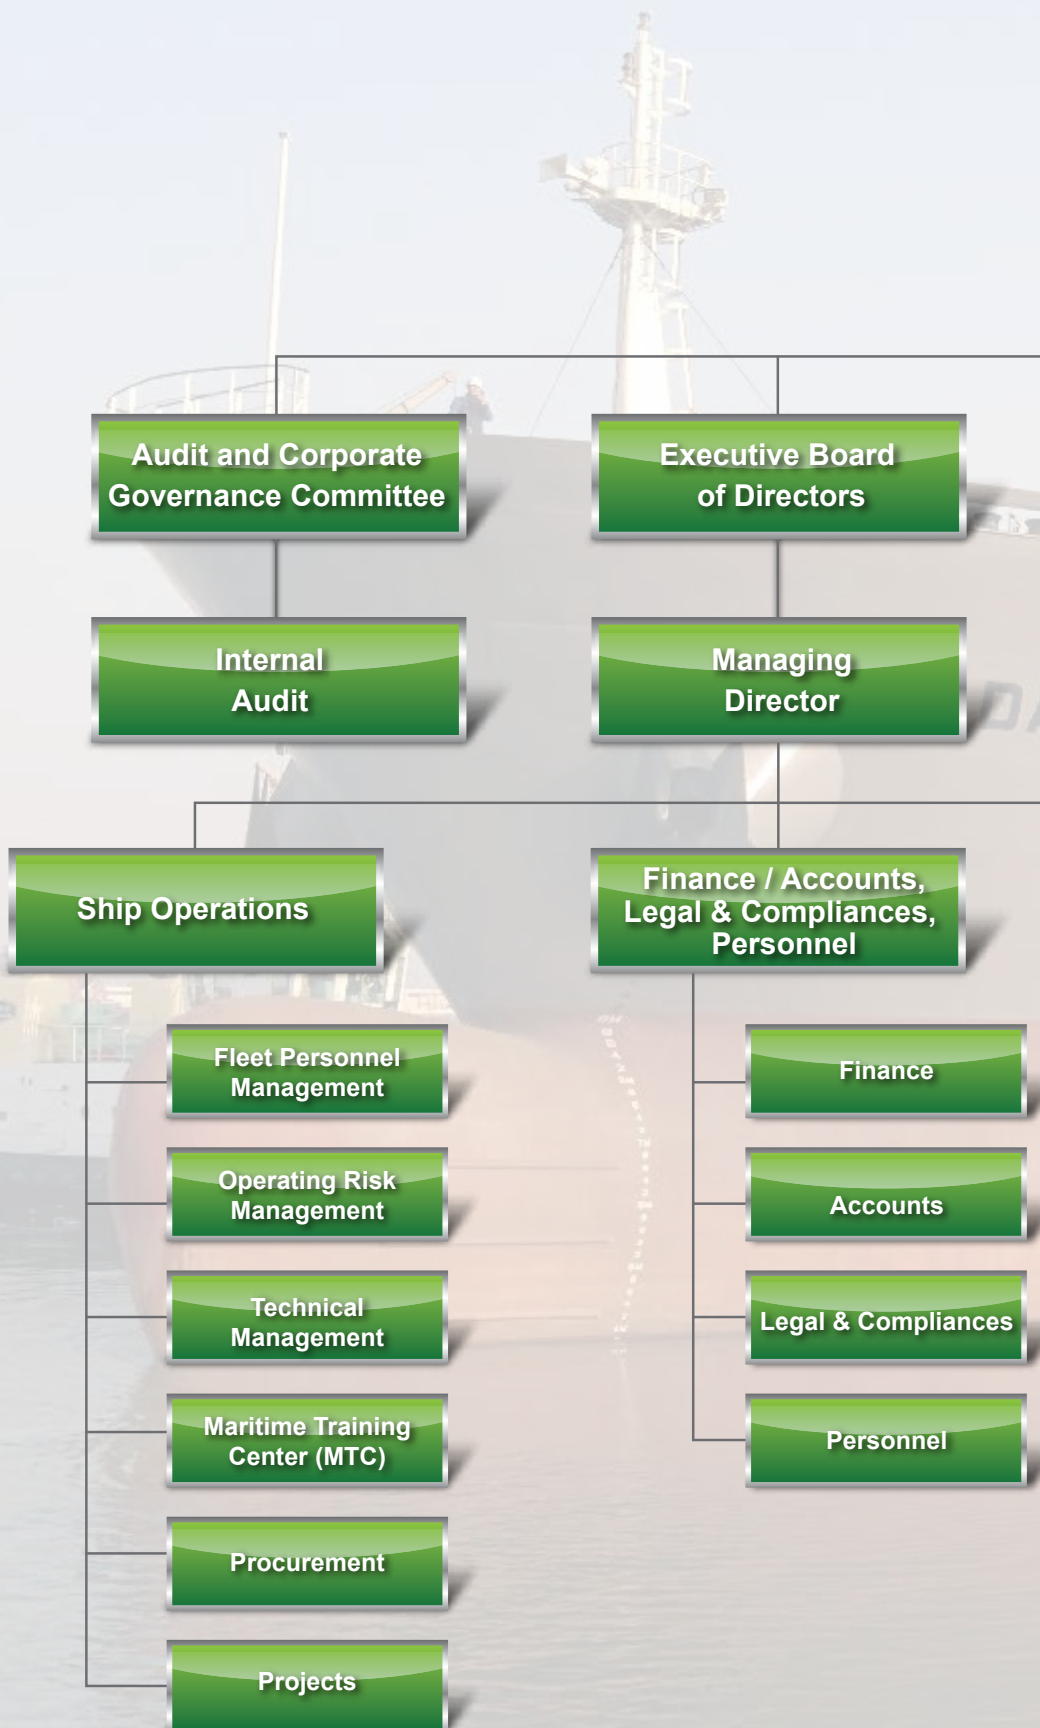 Audit and Corporate
Governance Committee
Executive Board
of Directors
Internal
Audit
Managing
Director
Ship Operations
Finance / Accounts,
Legal & Compliances,
Personnel
Fleet Personnel
Management
Operating Risk
Management
Technical
Management
Maritime Training
Center (MTC)
Procurement
Projects
Finance
Accounts
Legal & Compliances
Personnel